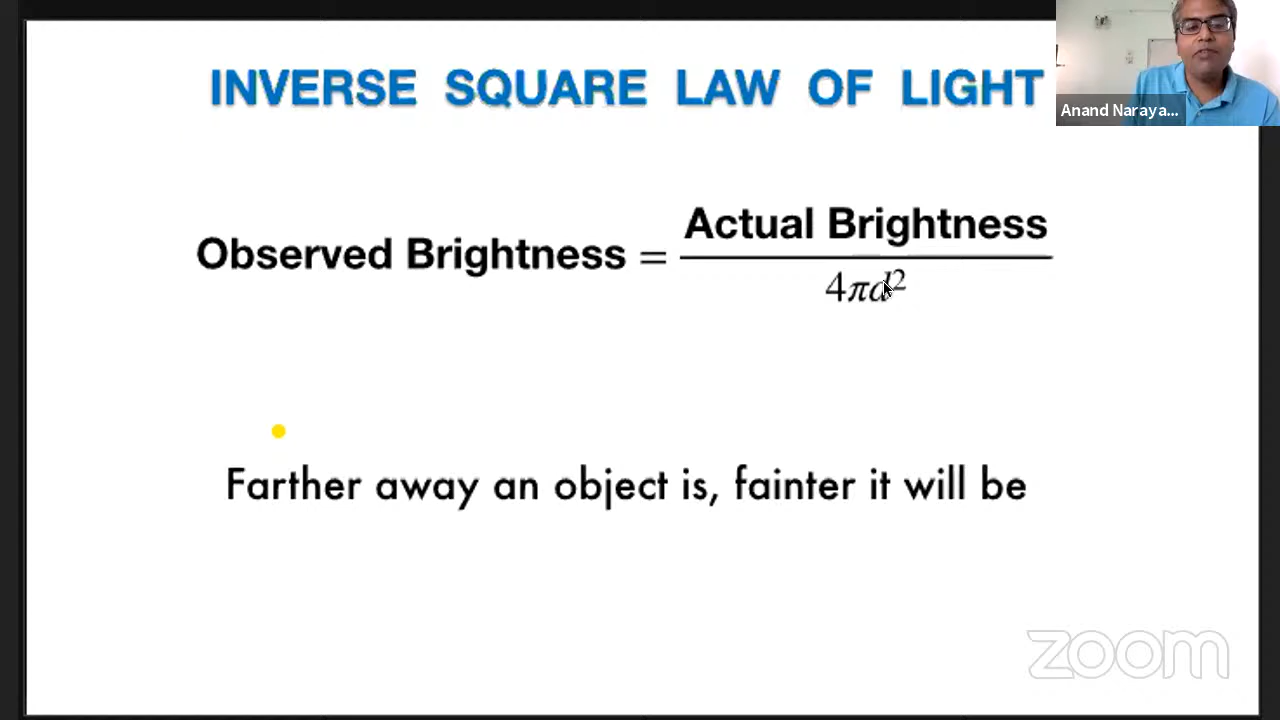 INVERSE SQUARE LAW OF LIGHT
Anand Naraya...
Observed Brightness = Actual Brightness
4πd²
Farther away an object is, fainter it will be
zoom